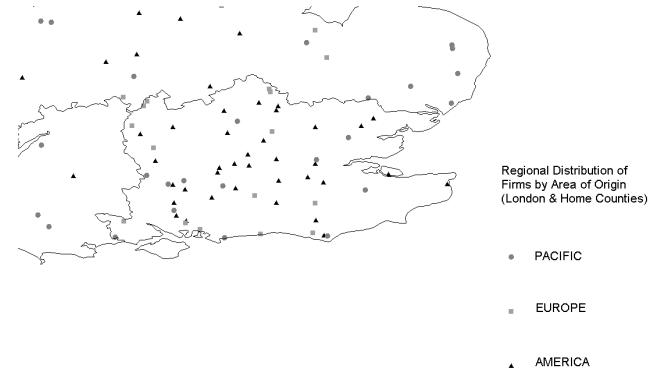 Regional Distribution of
Firms by Area of Origin
(London & Home Counties)
PACIFIC
EUROPE
AMERICA